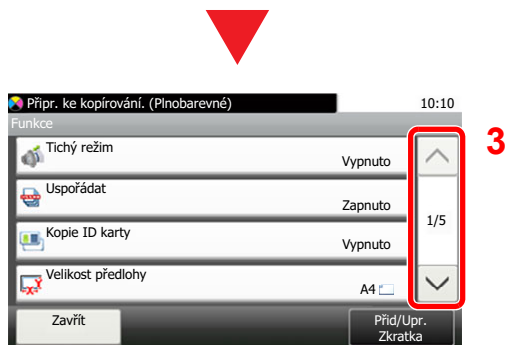 Připr. ke kopírování. (Plnobarevné) 10:10
Funkce
Tichý režim
Vypnuto
Uspořádat
Zapnuto
Kopie ID karty
Vypnuto
Velikost předlohy
A4
1/5
3
Zavřít
Přid/Upr.
Zkratka